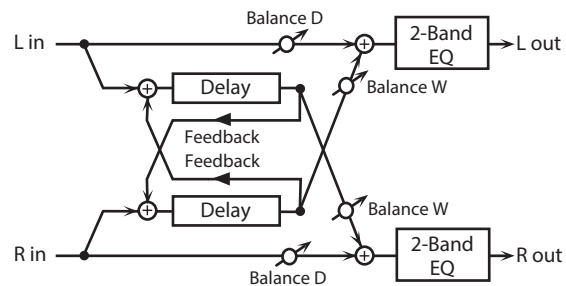 Balance D
L in
2-Band
EQ
L out
Delay
Balance W
Feedback
Feedback
Delay
Balance W
R in
2-Band
EQ
R out
Balance D